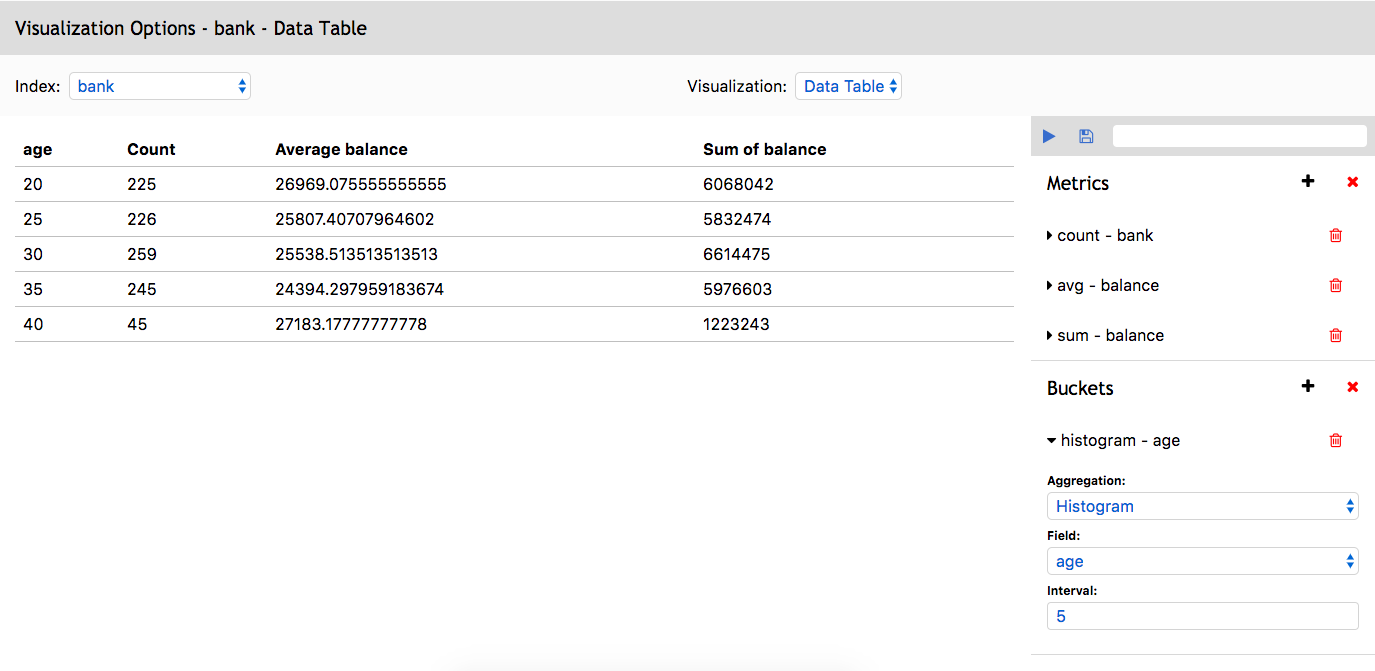 Visualization Options - bank - Data Table
Index: bank Visualization: Data Table
age Count Average balance Sum of balance
20 225 26969.075555555555 6068042
25 226 25807.40707964602 5832474
30 259 25538.513513513513 6614475
35 245 24394.297959183674 5976603
40 45 27183.17777777778 1223243
Metrics
count - bank
avg - balance
sum - balance
Buckets
histogram - age
Aggregation:
Histogram
Field:
age
Interval:
5